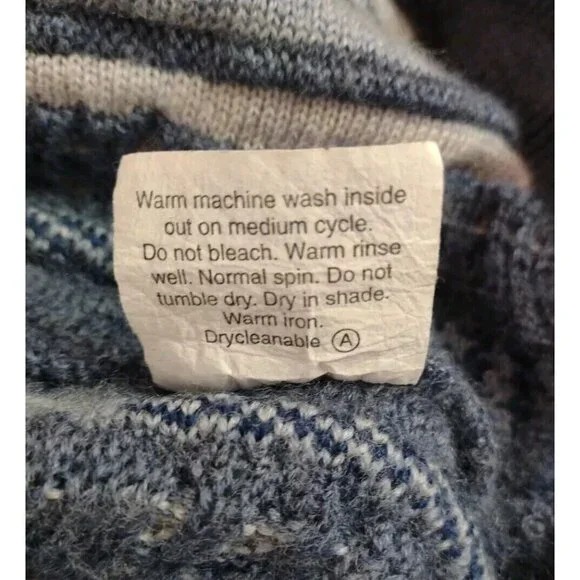 Warm machine wash inside
out on medium cycle.
Do not bleach. Warm rinse
well. Normal spin. Do not
tumble dry. Dry in shade.
Warm iron.
Drycleanable Ⓐ